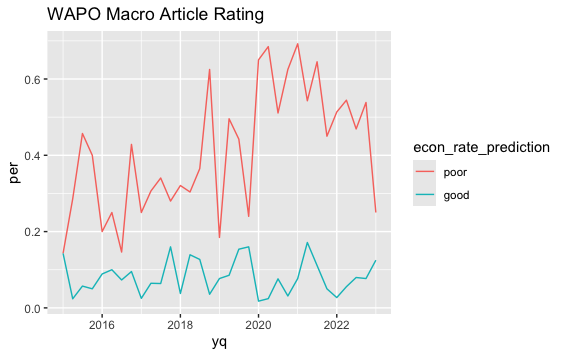 WAPO Macro Article Rating
per
0.6
0.4
0.2
0.0
2016 2018 2020 2022
yq
econ_rate_prediction
poor
good